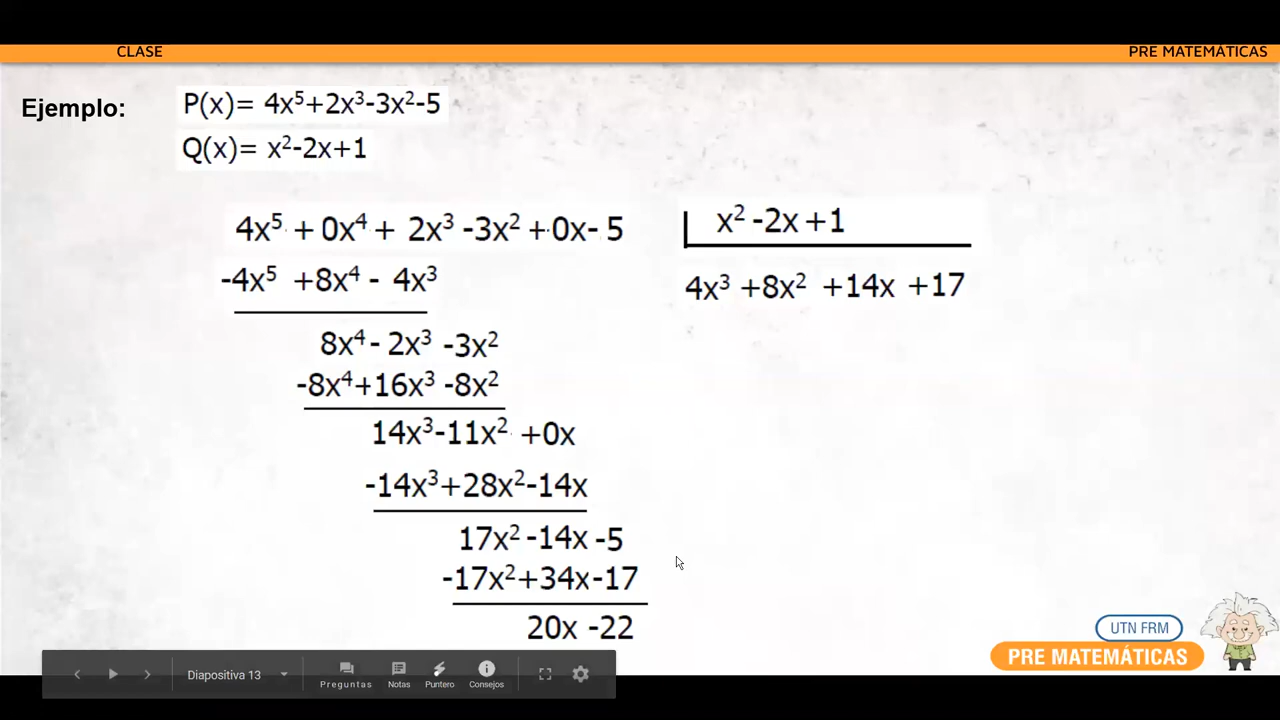 CLASE PRE MATEMÁTICAS
Ejemplo: P(x)= 4x⁵+2x³-3x²-5
Q(x)= x²-2x+1
4x⁵ + 0x⁴ + 2x³ -3x² +0x- 5 x² -2x +1
-4x⁵ +8x⁴ - 4x³ 4x³ +8x² +14x +17
8x⁴- 2x³ -3x²
-8x⁴+16x³ -8x²
14x³-11x² +0x
-14x³+28x²-14x
17x² -14x -5
-17x²+34x-17
20x -22
UTN FRM
PRE MATEMÁTICAS
Diapositiva 13
Preguntas Notas Puntero Consejos